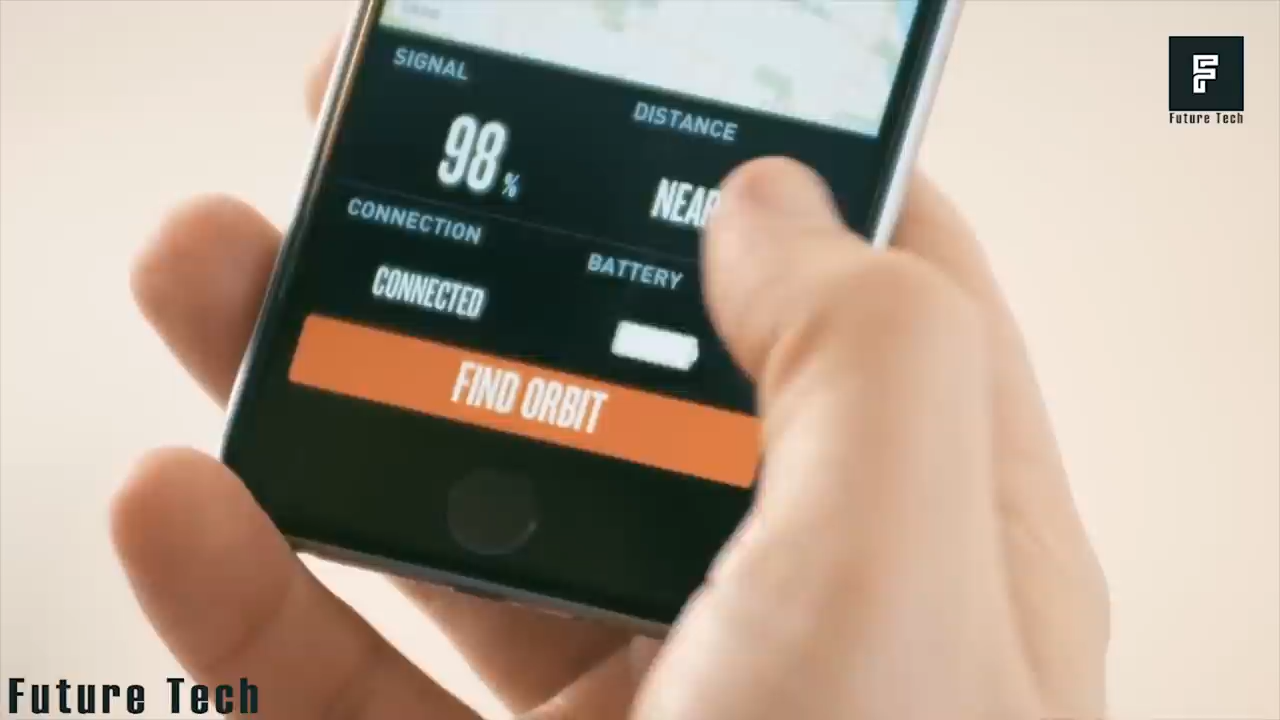 SIGNAL
DISTANCE
98 %
NEAR
CONNECTION
BATTERY
CONNECTED
FIND ORBIT
F
Future Tech
Future Tech